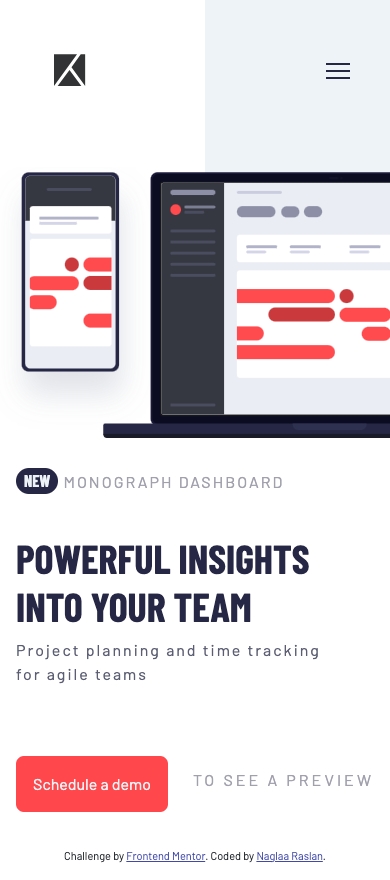 NEW MONOGRAPH DASHBOARD
POWERFUL INSIGHTS
INTO YOUR TEAM
Project planning and time tracking
for agile teams
Schedule a demo TO SEE A PREVIEW
Challenge by Frontend Mentor. Coded by Naglaa Raslan.